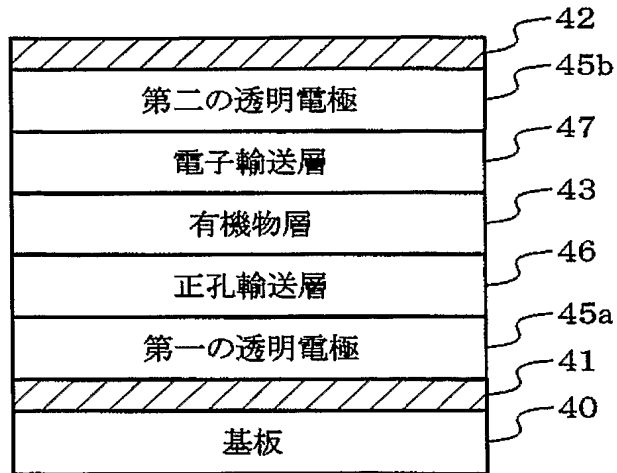 42
第二の透明電極 45b
電子輸送層 47
有機物層 43
正孔輸送層 46
第一の透明電極 45a
41
基板 40